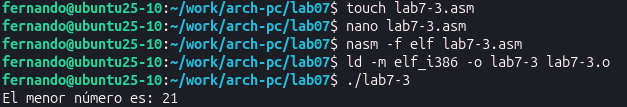 fernando@ubuntu25-10:~/work/arch-pc/lab07$ touch lab7-3.asm
fernando@ubuntu25-10:~/work/arch-pc/lab07$ nano lab7-3.asm
fernando@ubuntu25-10:~/work/arch-pc/lab07$ nasm -f elf lab7-3.asm
fernando@ubuntu25-10:~/work/arch-pc/lab07$ ld -m elf_i386 -o lab7-3 lab7-3.o
fernando@ubuntu25-10:~/work/arch-pc/lab07$ ./lab7-3
El menor número es: 21